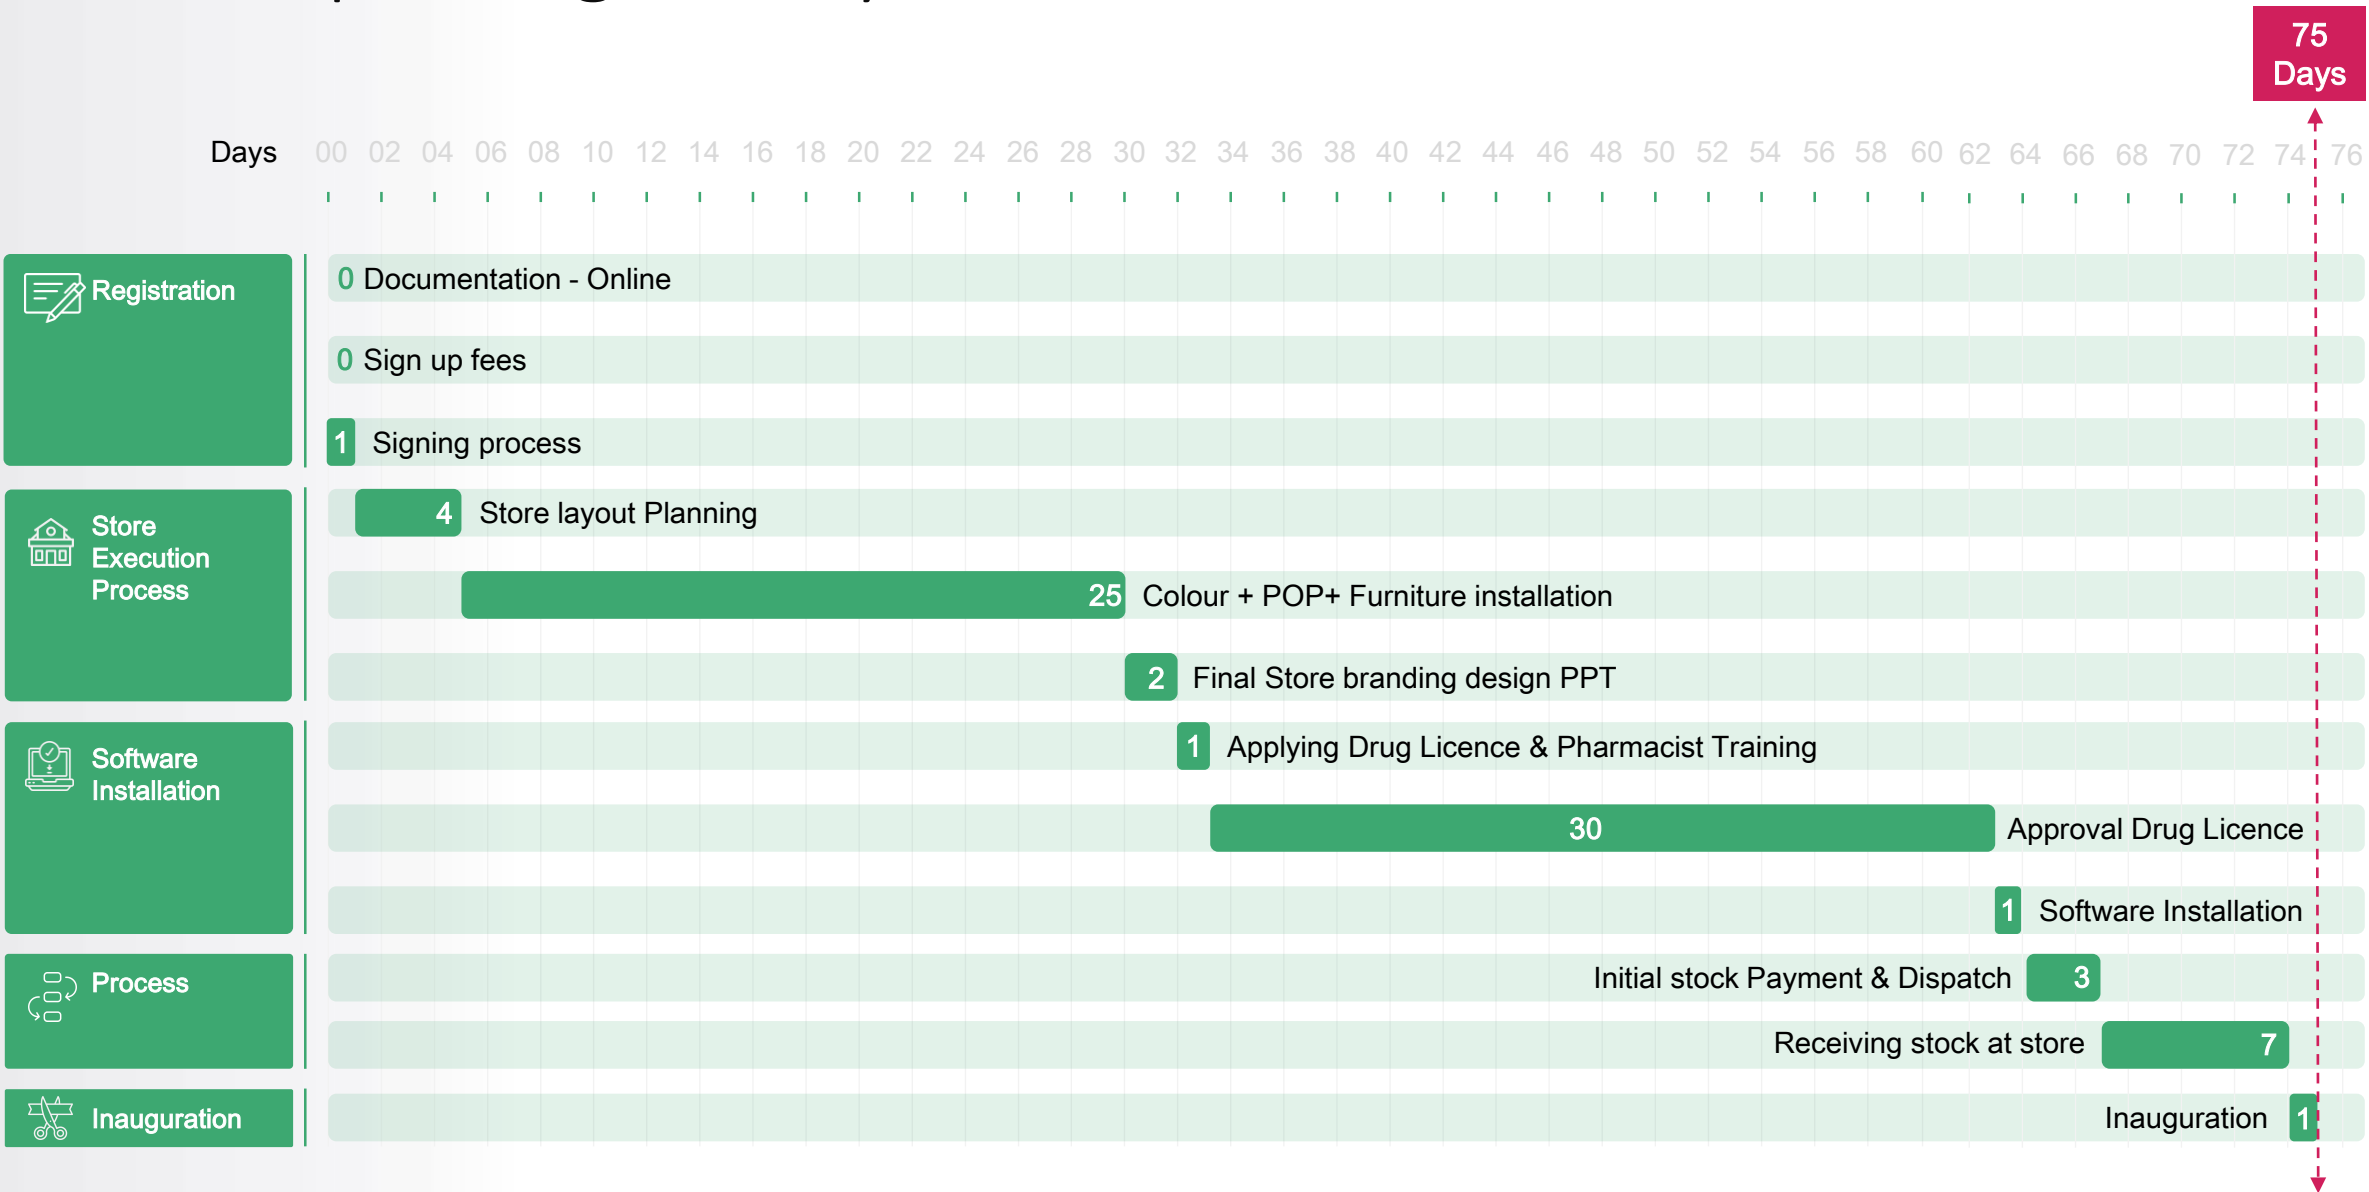 75
Days
Days 00 02 04 06 08 10 12 14 16 18 20 22 24 26 28 30 32 34 36 38 40 42 44 46 48 50 52 54 56 58 60 62 64 66 68 70 72 74 76
Registration
0 Documentation - Online
0 Sign up fees
1 Signing process
Store
Execution
Process
4 Store layout Planning
25 Colour + POP+ Furniture installation
2 Final Store branding design PPT
Software
Installation
1 Applying Drug Licence & Pharmacist Training
30 Approval Drug Licence
1 Software Installation
Process
Initial stock Payment & Dispatch 3
Receiving stock at store 7
Inauguration
Inauguration 1